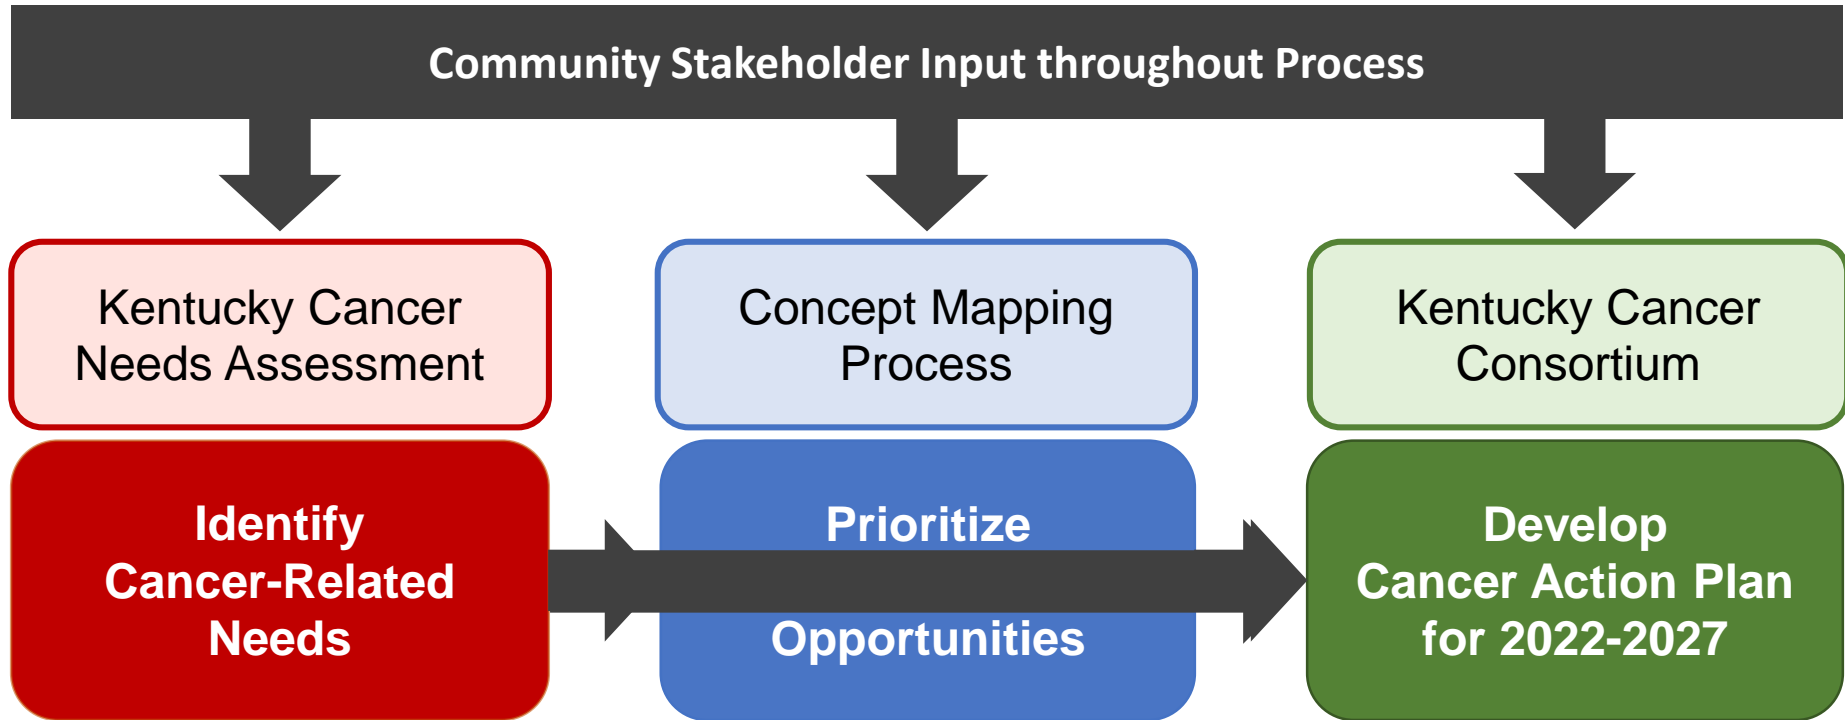 Community Stakeholder Input throughout Process
Kentucky Cancer
Needs Assessment
Concept Mapping
Process
Kentucky Cancer
Consortium
Identify
Cancer-Related
Needs
Prioritize
Opportunities
Develop
Cancer Action Plan
for 2022-2027